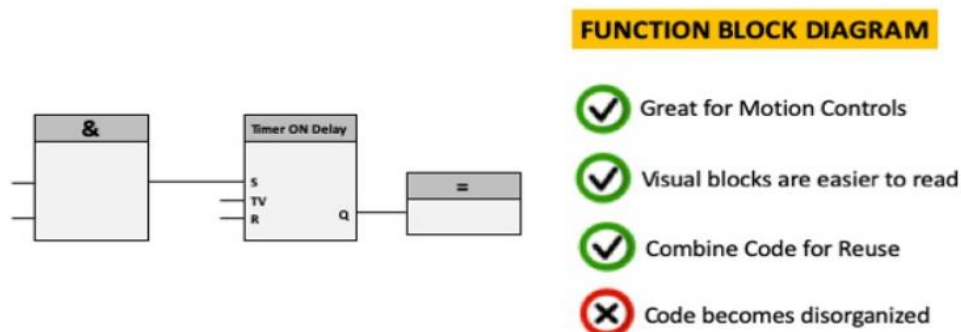 FUNCTION BLOCK DIAGRAM
&
Timer ON Delay
S
TV
R
Q
=
Great for Motion Controls
Visual blocks are easier to read
Combine Code for Reuse
Code becomes disorganized